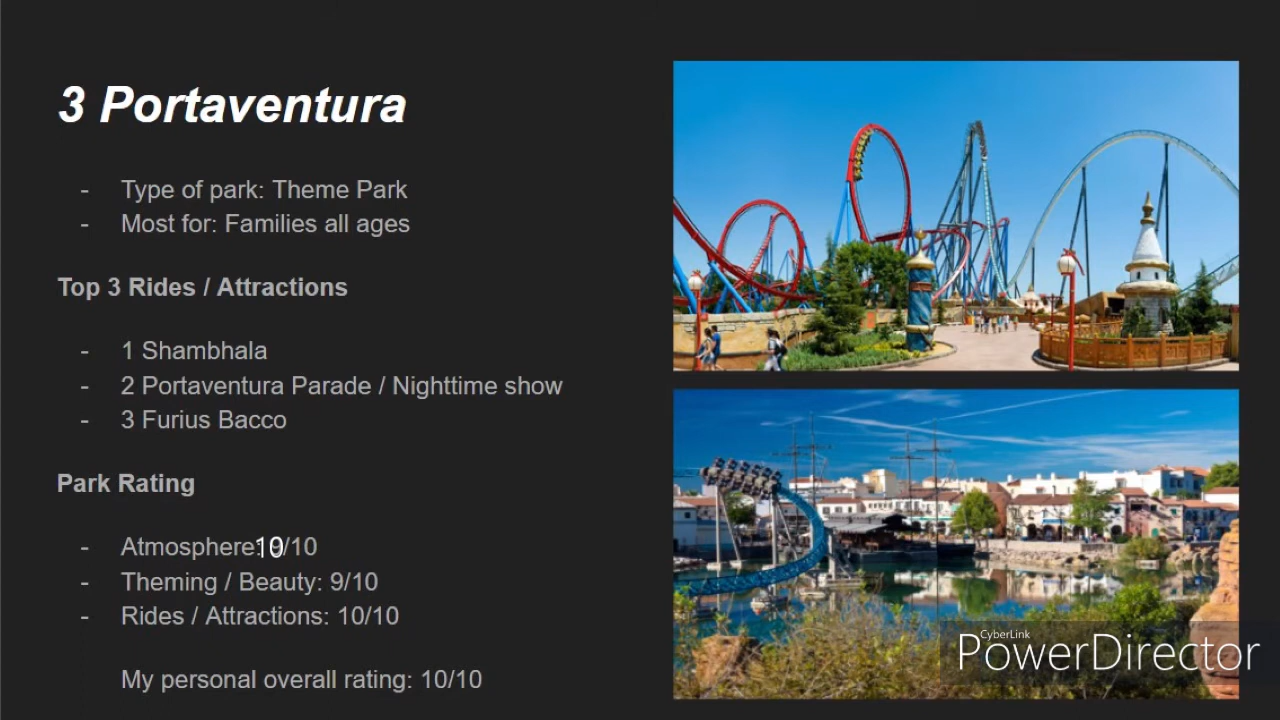 3 Portaventura
- Type of park: Theme Park
- Most for: Families all ages
Top 3 Rides / Attractions
- 1 Shambhala
- 2 Portaventura Parade / Nighttime show
- 3 Furius Bacco
Park Rating
- Atmosphere10/10
- Theming / Beauty: 9/10
- Rides / Attractions: 10/10
My personal overall rating: 10/10
CyberLink
PowerDirector